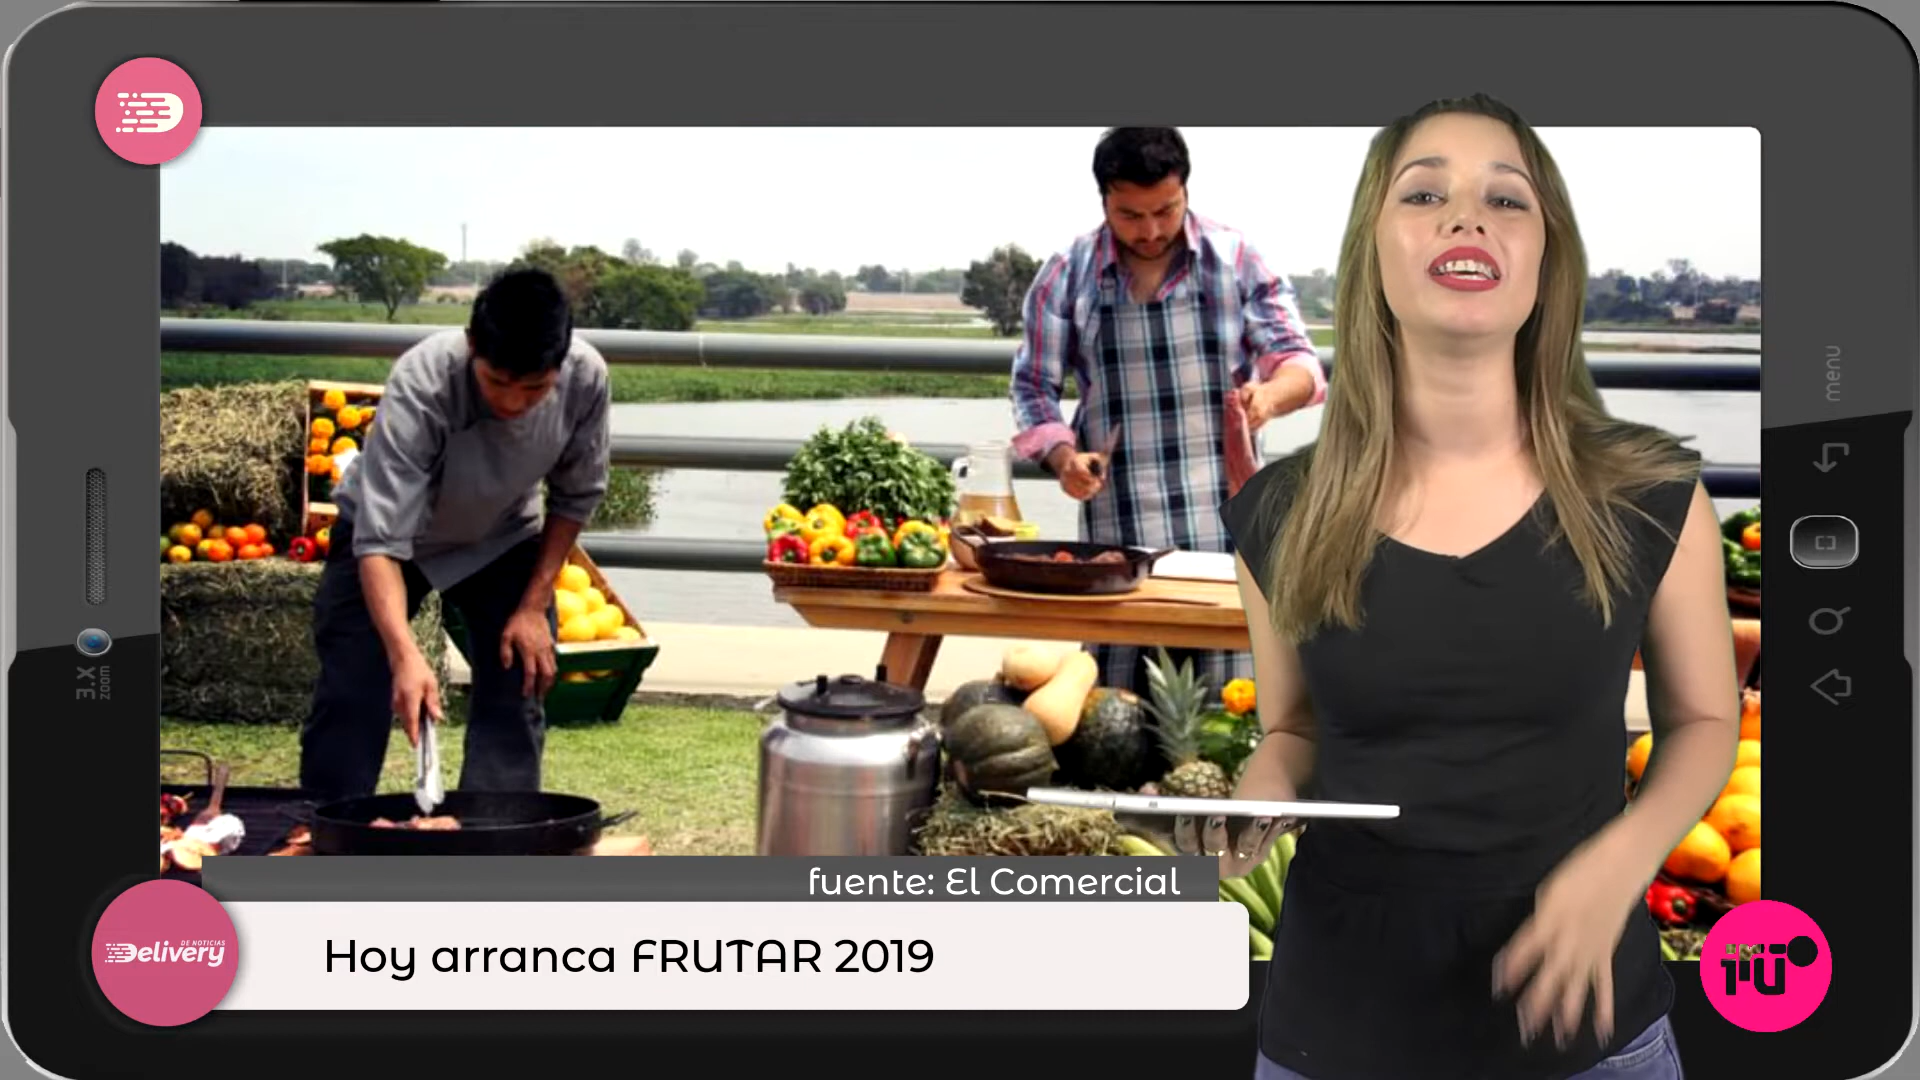 menu
3.X
zoom
fuente: El Comercial
Hoy arranca FRUTAR 2019
DE NOTICIAS
Delivery